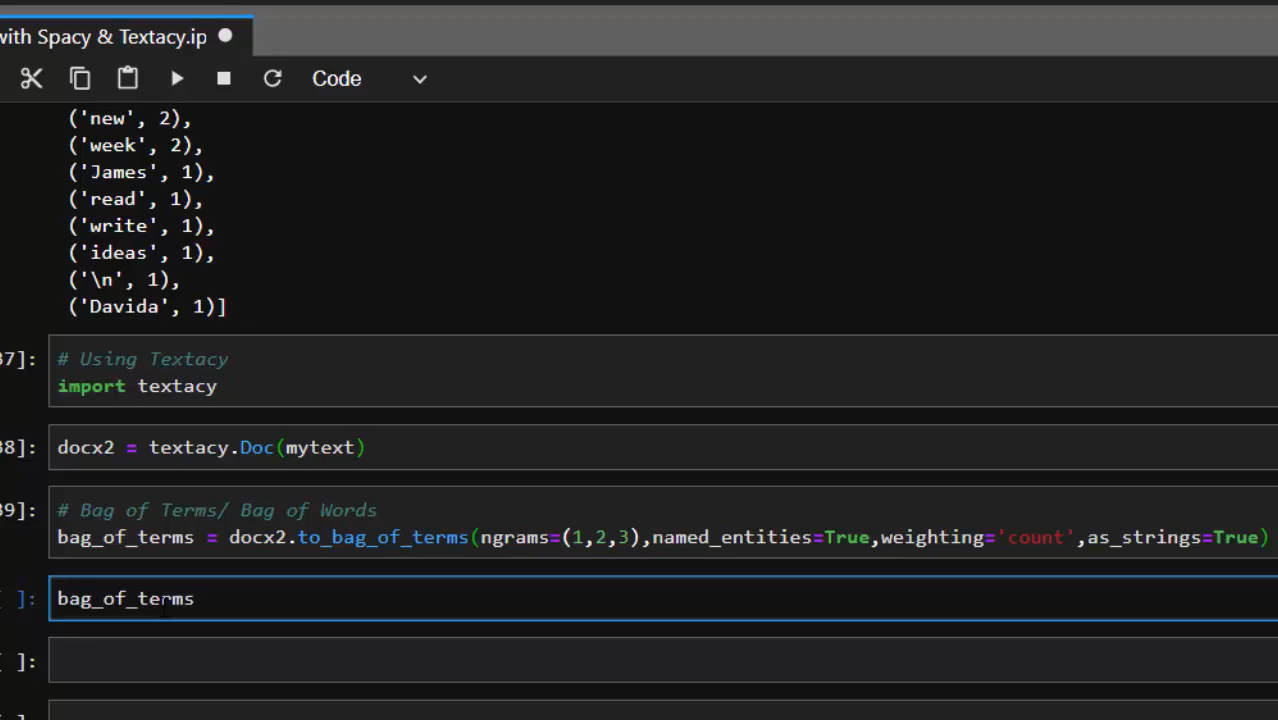 with Spacy & Textacy.ip
Code
('new', 2),
('week', 2),
('James', 1),
('read', 1),
('write', 1),
('ideas', 1),
('\n', 1),
('Davida', 1)]
37]: # Using Textacy
import textacy
38]: docx2 = textacy.Doc(mytext)
39]: # Bag of Terms/ Bag of Words
bag_of_terms = docx2.to_bag_of_terms(ngrams=(1,2,3),named_entities=True,weighting='count',as_strings=True)
[ ]: bag_of_terms
[ ]:
[ ]: